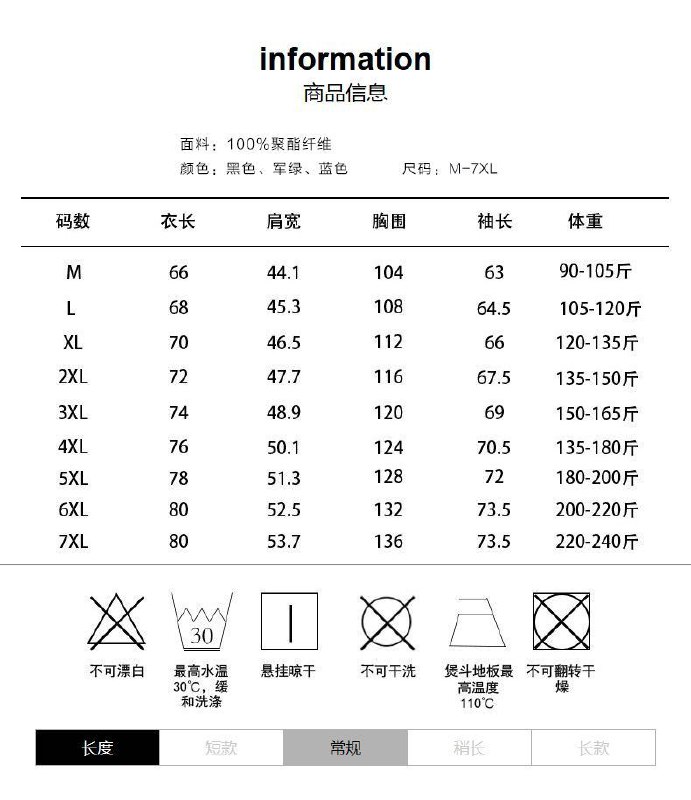 information
商品信息
面料：100%聚酯纤维
颜色：黑色、军绿、蓝色 尺码：M-7XL
码数 衣长 肩宽 胸围 袖长 体重
M 66 44.1 104 63 90-105斤
L 68 45.3 108 64.5 105-120斤
XL 70 46.5 112 66 120-135斤
2XL 72 47.7 116 67.5 135-150斤
3XL 74 48.9 120 69 150-165斤
4XL 76 50.1 124 70.5 135-180斤
5XL 78 51.3 128 72 180-200斤
6XL 80 52.5 132 73.5 200-220斤
7XL 80 53.7 136 73.5 220-240斤
30
不可漂白 最高水温 悬挂晾干 不可干洗 煲斗地板最 不可翻转干
30℃，缓 高温度 燥
和洗涤 110℃
长度 短款 常规 稍长 长款